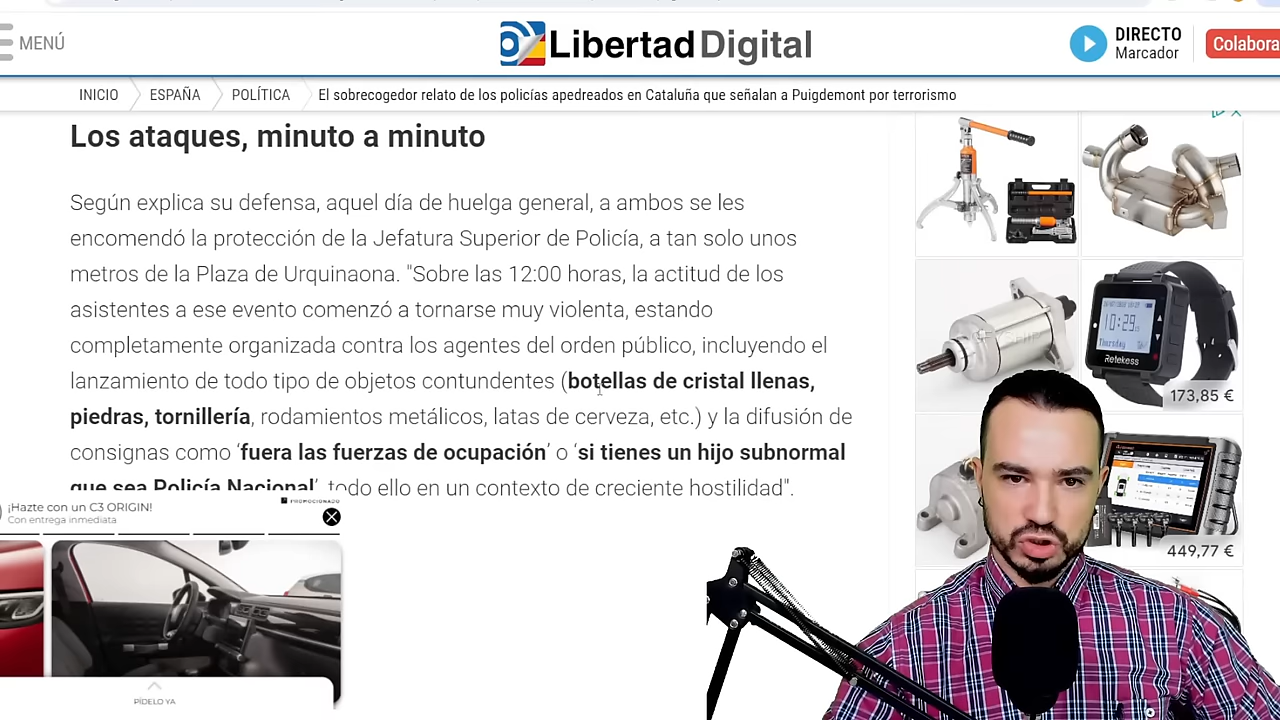 MENÚ
Libertad Digital
DIRECTO
Marcador
Colabora
INICIO
ESPAÑA
POLÍTICA
El sobrecogedor relato de los policías apedreados en Cataluña que señalan a Puigdemont por terrorismo
Los ataques, minuto a minuto
Según explica su defensa, aquel día de huelga general, a ambos se les
encomendó la protección de la Jefatura Superior de Policía, a tan solo unos
metros de la Plaza de Urquinaona. "Sobre las 12:00 horas, la actitud de los
asistentes a ese evento comenzó a tornarse muy violenta, estando
completamente organizada contra los agentes del orden público, incluyendo el
lanzamiento de todo tipo de objetos contundentes (botellas de cristal llenas,
piedras, tornillería, rodamientos metálicos, latas de cerveza, etc.) y la difusión de
consignas como ‘fuera las fuerzas de ocupación’ o ‘si tienes un hijo subnormal
que sea Policía Nacional’, todo ello en un contexto de creciente hostilidad".
10:29
Thursday
Retekess
173,85 €
449,77 €
PROMOCIONADO
¡Hazte con un C3 ORIGIN!
Con entrega inmediata
PÍDELO YA